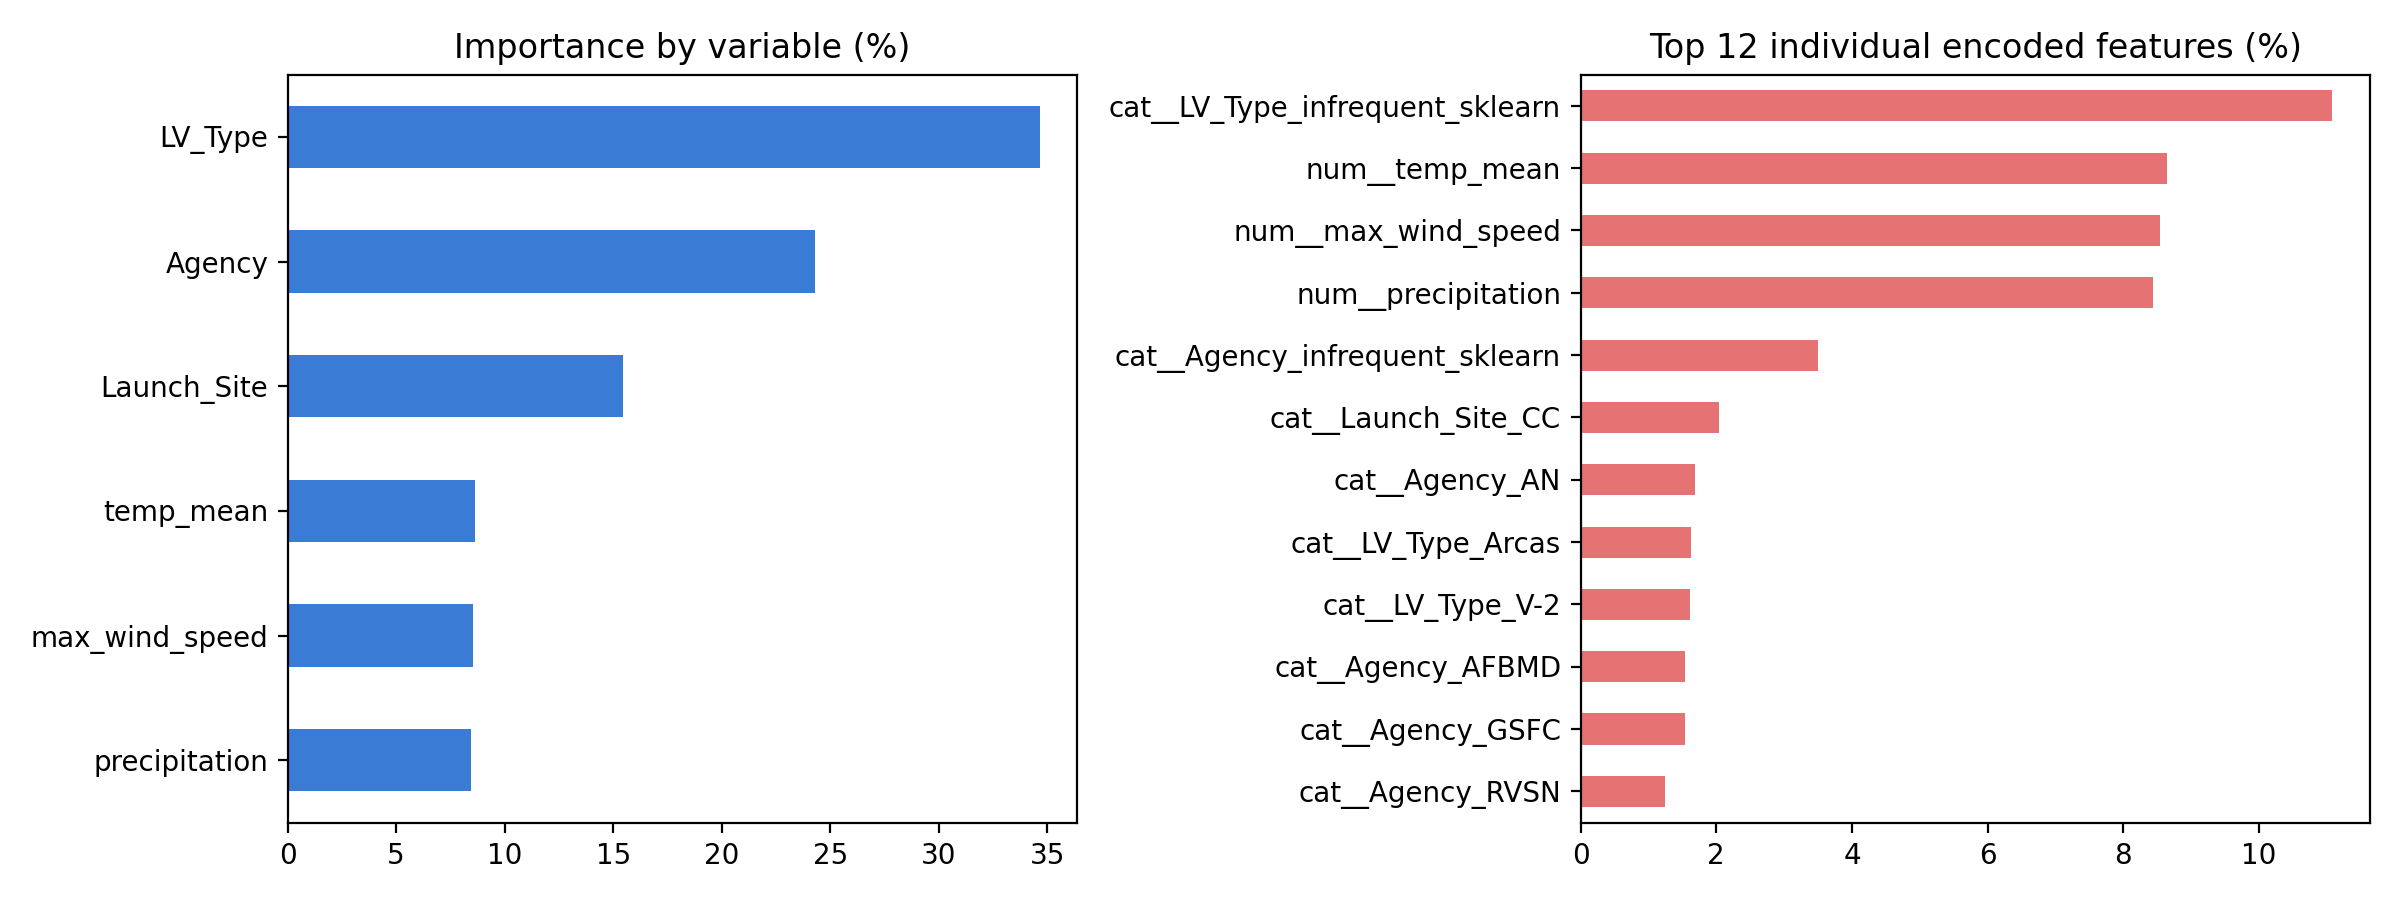 Importance by variable (%)
LV_Type
Agency
Launch_Site
temp_mean
max_wind_speed
precipitation
0 5 10 15 20 25 30 35
Top 12 individual encoded features (%)
cat__LV_Type_infrequent_sklearn
num__temp_mean
num__max_wind_speed
num__precipitation
cat__Agency_infrequent_sklearn
cat__Launch_Site_CC
cat__Agency_AN
cat__LV_Type_Arcas
cat__LV_Type_V-2
cat__Agency_AFBMD
cat__Agency_GSFC
cat__Agency_RVSN
0 2 4 6 8 10